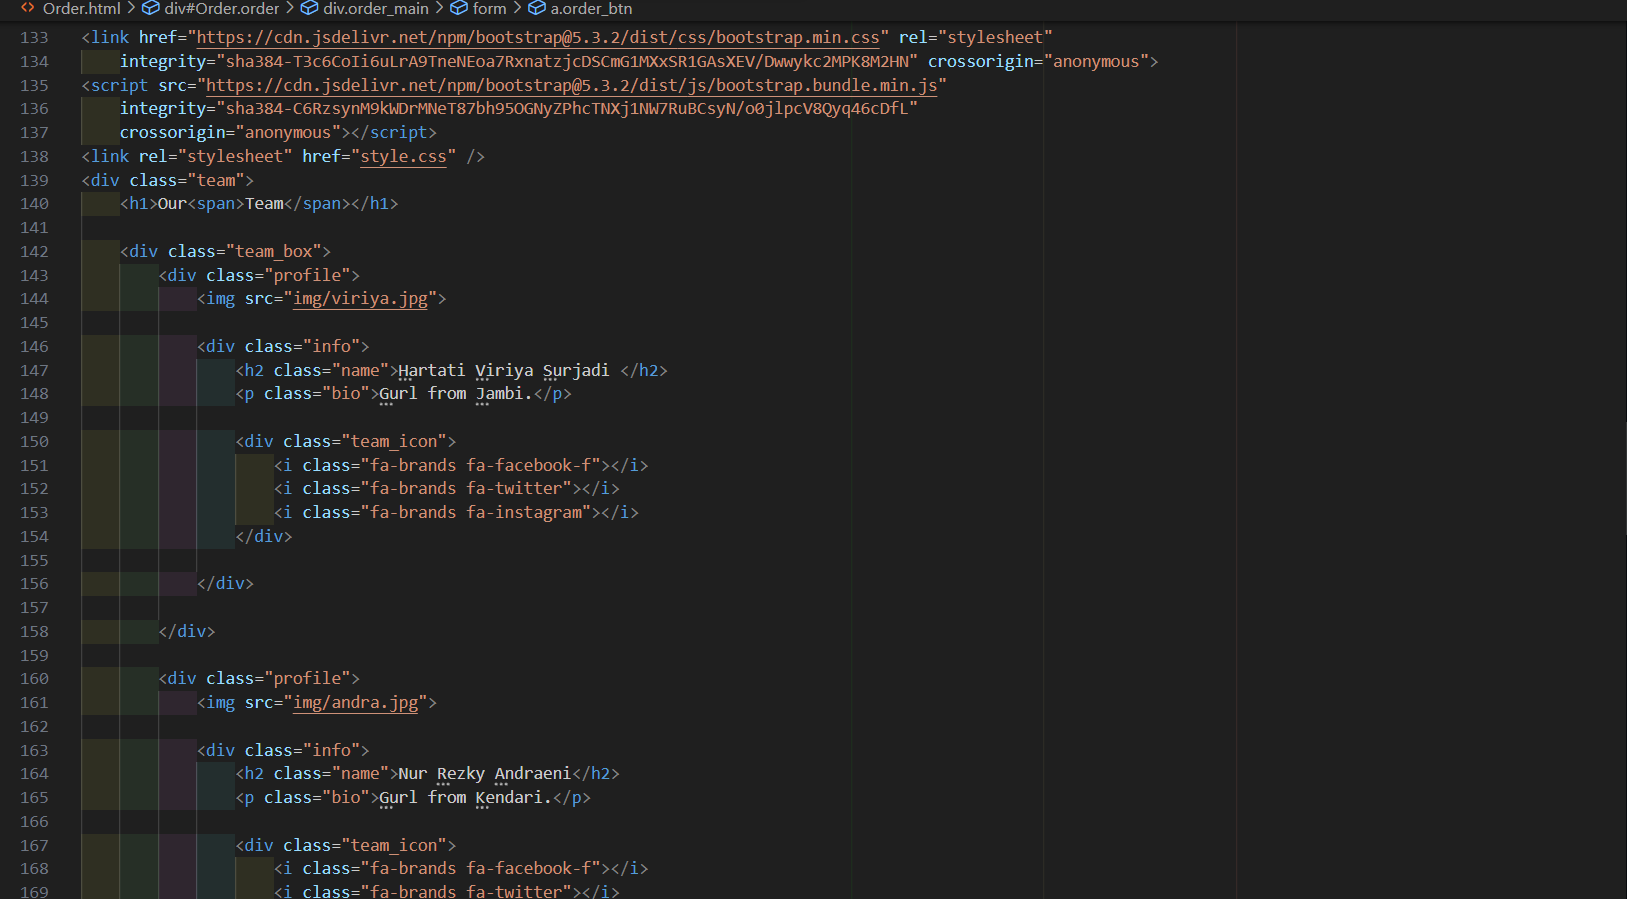 Order.html > div#Order.order > div.order_main > form > a.order_btn
133 <link href="https://cdn.jsdelivr.net/npm/bootstrap@5.3.2/dist/css/bootstrap.min.css" rel="stylesheet"
134 integrity="sha384-T3c6CoIi6uLrA9TneNEoa7RxnatzjcDSCmG1MXxSR1GAsXEV/Dwwykc2MPK8M2HN" crossorigin="anonymous">
135 <script src="https://cdn.jsdelivr.net/npm/bootstrap@5.3.2/dist/js/bootstrap.bundle.min.js"
136 integrity="sha384-C6RzsynM9kWDrMNeT87bh95OGNyZPhcTNXj1NW7RuBCsyN/o0jlpcV8Qyq46cDfL"
137 crossorigin="anonymous"></script>
138 <link rel="stylesheet" href="style.css" />
139 <div class="team">
140 <h1>Our<span>Team</span></h1>
141
142 <div class="team_box">
143 <div class="profile">
144 <img src="img/viriya.jpg">
145
146 <div class="info">
147 <h2 class="name">Hartati Viriya Surjadi </h2>
148 <p class="bio">Gurl from Jambi.</p>
149
150 <div class="team_icon">
151 <i class="fa-brands fa-facebook-f"></i>
152 <i class="fa-brands fa-twitter"></i>
153 <i class="fa-brands fa-instagram"></i>
154 </div>
155
156 </div>
157
158 </div>
159
160 <div class="profile">
161 <img src="img/andra.jpg">
162
163 <div class="info">
164 <h2 class="name">Nur Rezky Andraeni</h2>
165 <p class="bio">Gurl from Kendari.</p>
166
167 <div class="team_icon">
168 <i class="fa-brands fa-facebook-f"></i>
169 <i class="fa-brands fa-twitter"></i>